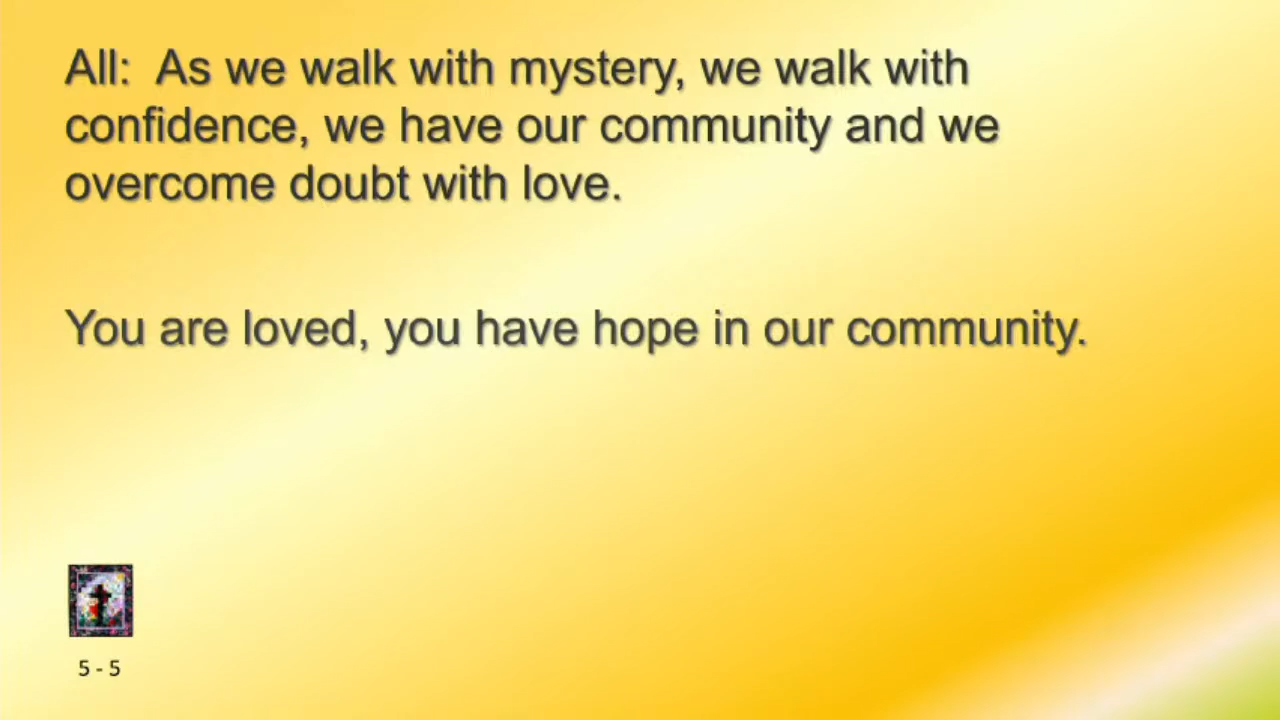 All:  As we walk with mystery, we walk with
confidence, we have our community and we
overcome doubt with love.
You are loved, you have hope in our community.
5 - 5